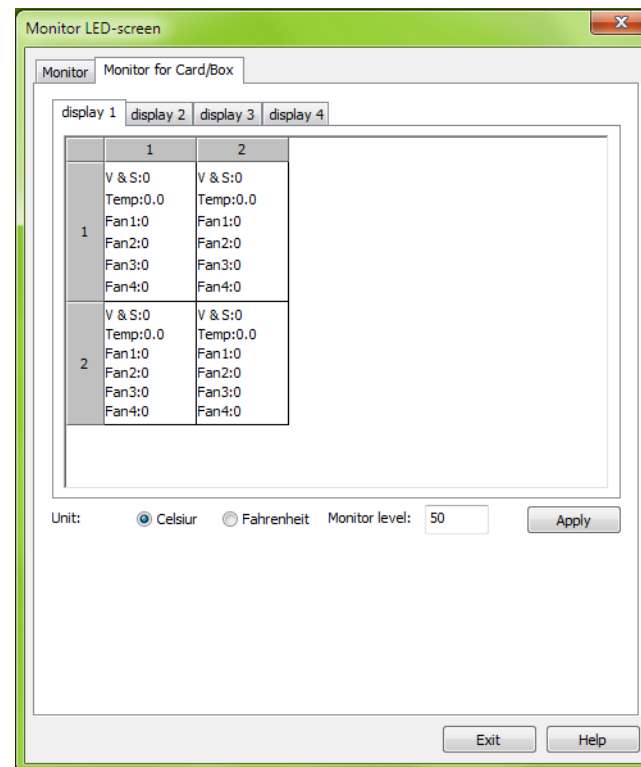 Monitor LED-screen
Monitor Monitor for Card/Box
display 1 display 2 display 3 display 4
1 2
V & S:0 V & S:0
Temp:0.0 Temp:0.0
Fan1:0 Fan1:0
1
Fan2:0 Fan2:0
Fan3:0 Fan3:0
Fan4:0 Fan4:0
V & S:0 V & S:0
Temp:0.0 Temp:0.0
Fan1:0 Fan1:0
2
Fan2:0 Fan2:0
Fan3:0 Fan3:0
Fan4:0 Fan4:0
Unit: Celsiur Fahrenheit Monitor level: 50 Apply
Exit Help